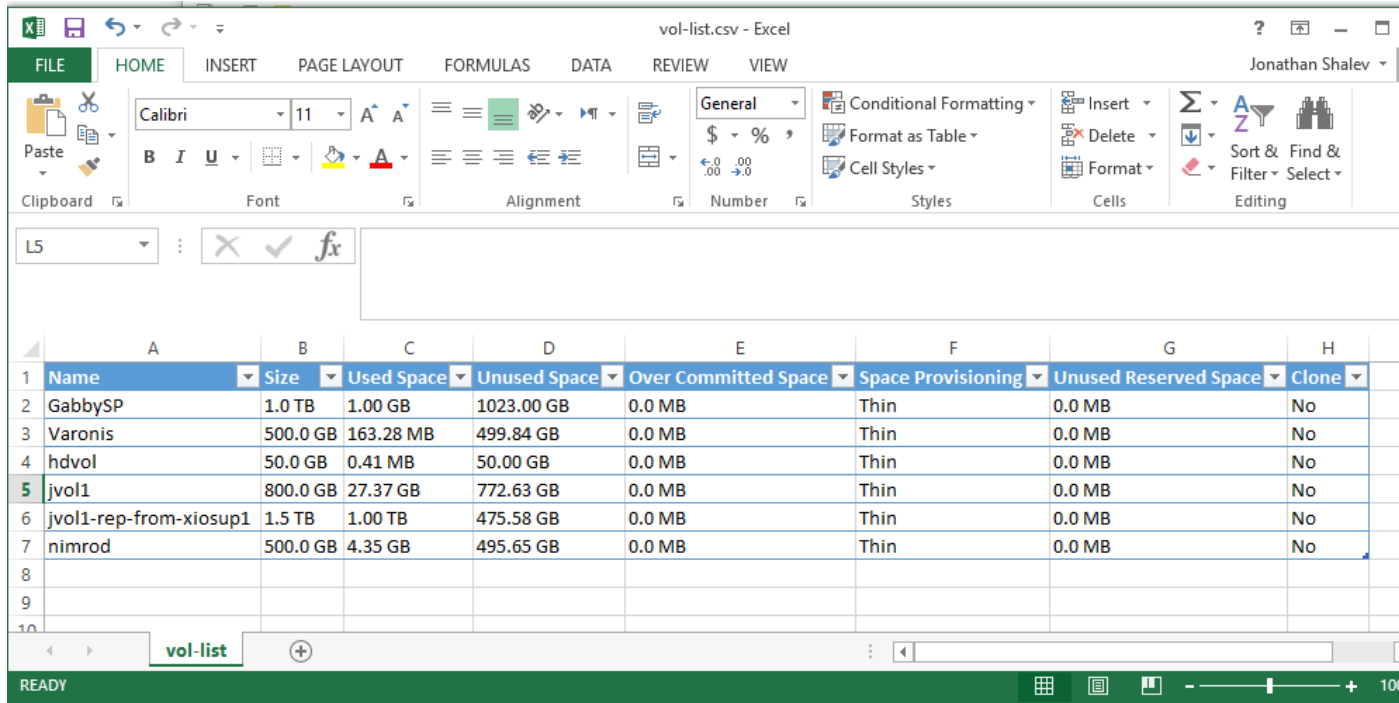 vol-list.csv - Excel
?
FILE HOME INSERT PAGE LAYOUT FORMULAS DATA REVIEW VIEW Jonathan Shalev
Paste
Calibri 11 A A
B I U A
General
$ % ,
.0 .00
.00 .0
Conditional Formatting
Format as Table
Cell Styles
Insert
Delete
Format
Σ
A Z
Sort & Filter
Find & Select
Clipboard Font Alignment Number Styles Cells Editing
L5 fx
A B C D E F G H
1 Name Size Used Space Unused Space Over Committed Space Space Provisioning Unused Reserved Space Clone
2 GabbySP 1.0 TB 1.00 GB 1023.00 GB 0.0 MB Thin 0.0 MB No
3 Varonis 500.0 GB 163.28 MB 499.84 GB 0.0 MB Thin 0.0 MB No
4 hdvol 50.0 GB 0.41 MB 50.00 GB 0.0 MB Thin 0.0 MB No
5 jvol1 800.0 GB 27.37 GB 772.63 GB 0.0 MB Thin 0.0 MB No
6 jvol1-rep-from-xiosup1 1.5 TB 1.00 TB 475.58 GB 0.0 MB Thin 0.0 MB No
7 nimrod 500.0 GB 4.35 GB 495.65 GB 0.0 MB Thin 0.0 MB No
8
9
10
vol-list
READY